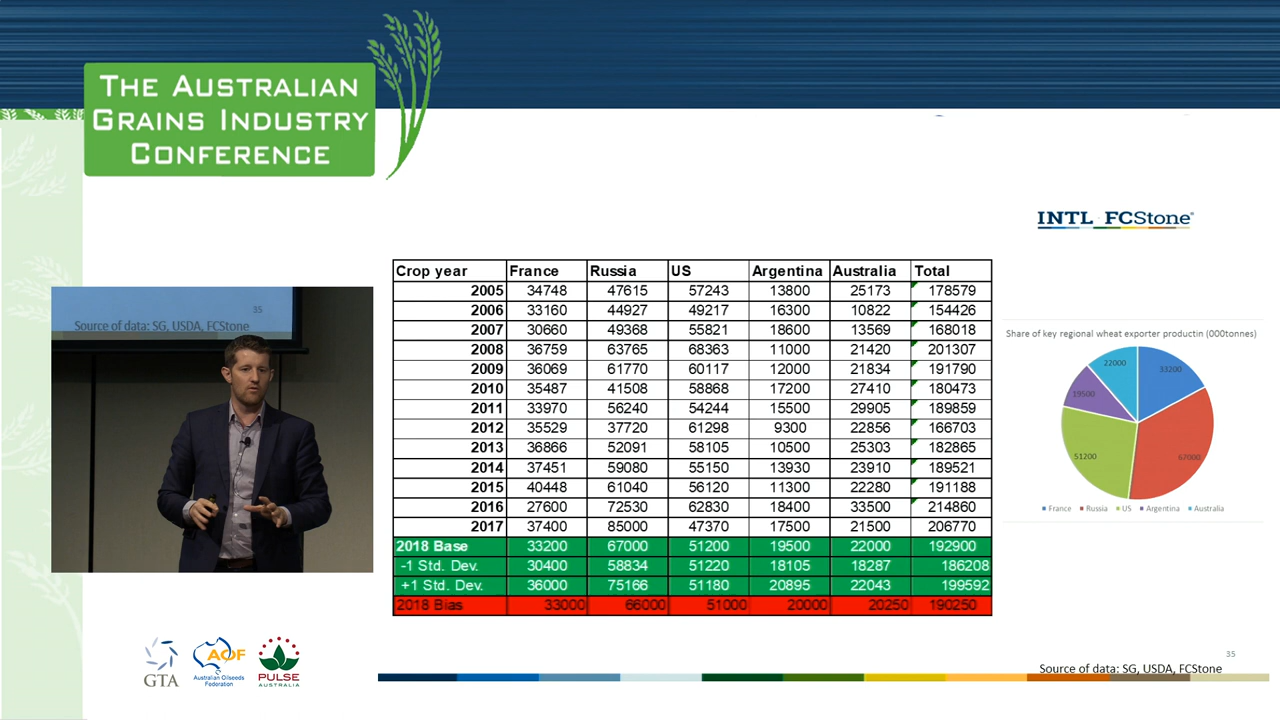 THE AUSTRALIAN
GRAINS INDUSTRY
CONFERENCE
INTL FCStone®
35
Source of data: SG, USDA, FCStone
Crop year France Russia US Argentina Australia Total
2005 34748 47615 57243 13800 25173 178579
2006 33160 44927 49217 16300 10822 154426
2007 30660 49368 55821 18600 13569 168018
2008 36759 63765 68363 11000 21420 201307
2009 36069 61770 60117 12000 21834 191790
2010 35487 41508 58868 17200 27410 180473
2011 33970 56240 54244 15500 29905 189859
2012 35529 37720 61298 9300 22856 166703
2013 36866 52091 58105 10500 25303 182865
2014 37451 59080 55150 13930 23910 189521
2015 40448 61040 56120 11300 22280 191188
2016 27600 72530 62830 18400 33500 214860
2017 37400 85000 47370 17500 21500 206770
2018 Base 33200 67000 51200 19500 22000 192900
-1 Std. Dev. 30400 58834 51220 18105 18287 186208
+1 Std. Dev. 36000 75166 51180 20895 22043 199592
2018 Bias 33000 66000 51000 20000 20250 190250
Share of key regional wheat exporter productin (000tonnes)
22000
33200
19500
51200
67000
France Russia US Argentina Australia
GTA
AOF
Australian Oilseeds
Federation
PULSE
AUSTRALIA
35
Source of data: SG, USDA, FCStone